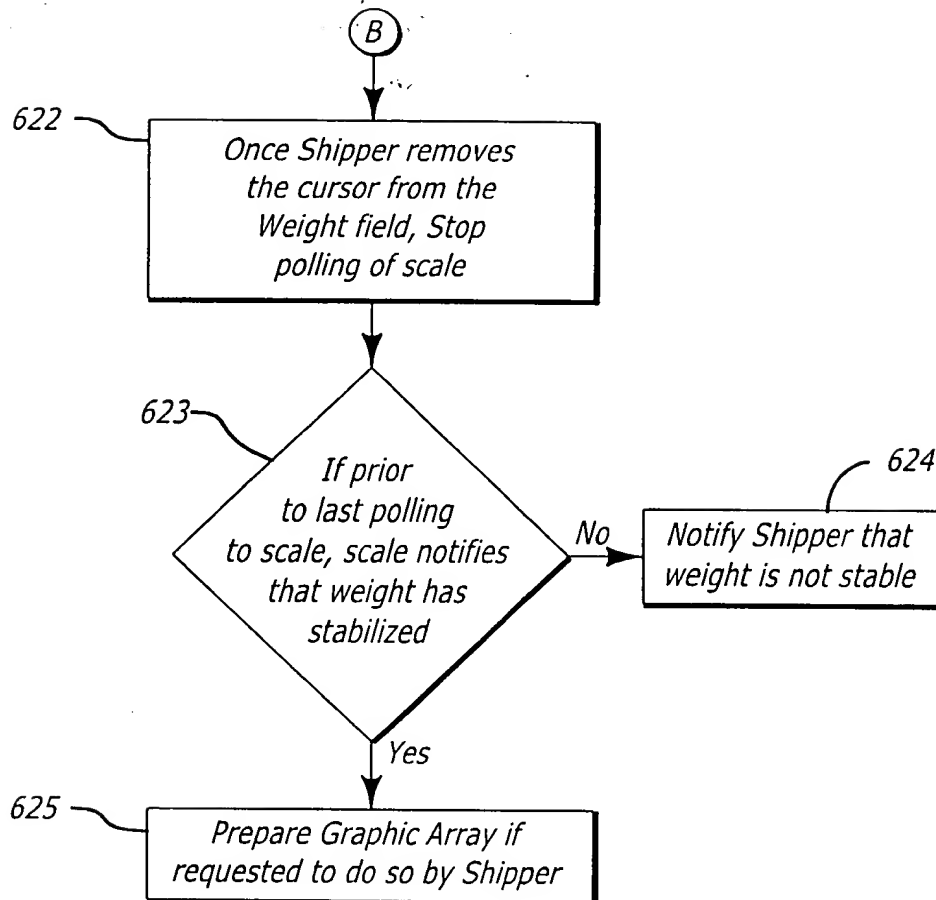 B
622
Once Shipper removes
the cursor from the
Weight field, Stop
polling of scale
623
If prior
to last polling
to scale, scale notifies
that weight has
stabilized
No
624
Notify Shipper that
weight is not stable
Yes
625
Prepare Graphic Array if
requested to do so by Shipper